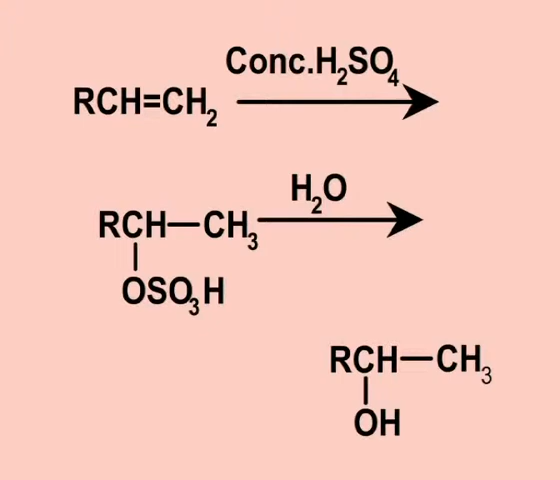 Conc.H₂SO₄
RCH=CH₂
H₂O
RCH—CH₃
OSO₃H
RCH—CH₃
OH